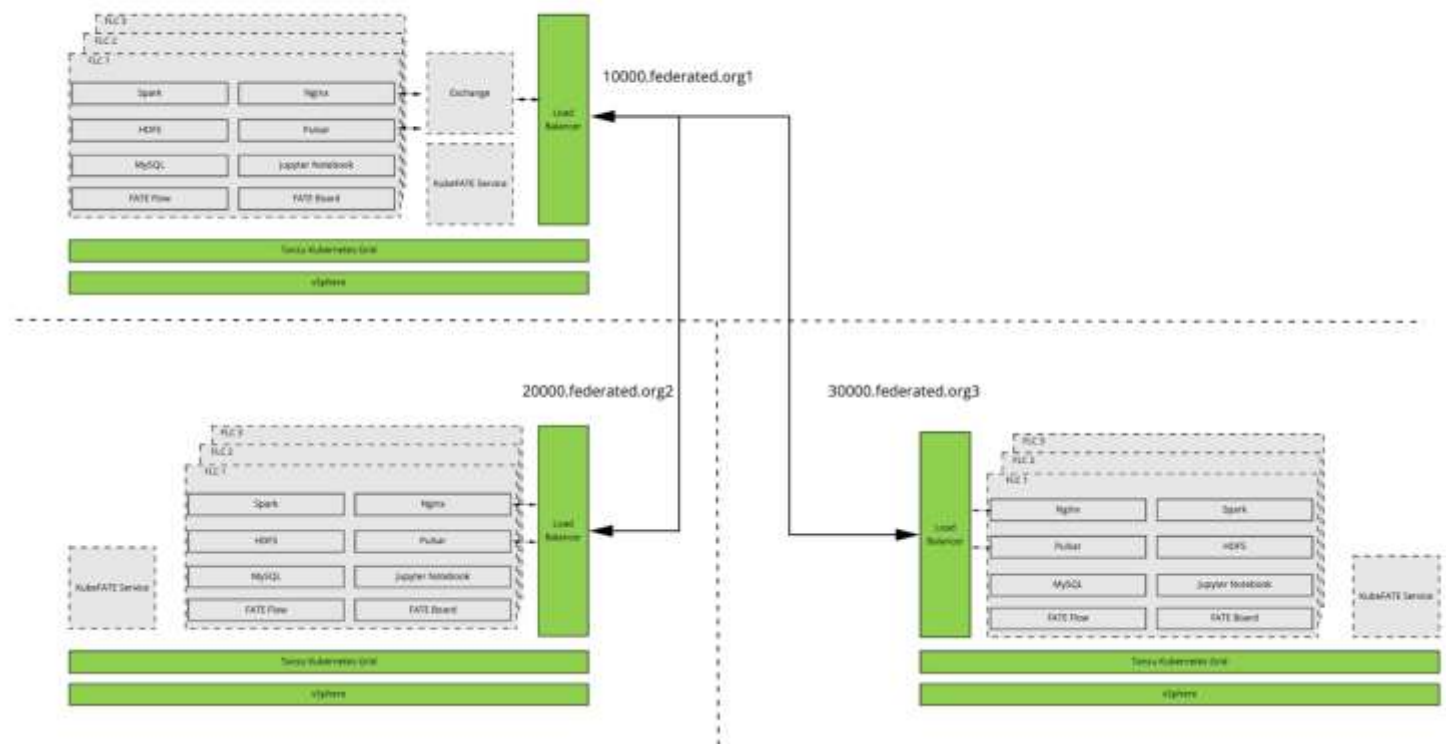 FLC 3
FLC 2
FLC 1
Spark
Nginx
HDFS
Pulsar
MySQL
Jupyter Notebook
FATE Flow
FATE Board
Exchange
KubeFATE Service
Load
Balancer
10000.federated.org1
Tanzu Kubernetes Grid
vSphere
20000.federated.org2
FLC 3
FLC 2
FLC 1
Spark
Nginx
HDFS
Pulsar
MySQL
Jupyter Notebook
FATE Flow
FATE Board
KubeFATE Service
Load
Balancer
Tanzu Kubernetes Grid
vSphere
30000.federated.org3
Load
Balancer
FLC 3
FLC 2
FLC 1
Nginx
Spark
Pulsar
HDFS
MySQL
Jupyter Notebook
FATE Flow
FATE Board
KubeFATE Service
Tanzu Kubernetes Grid
vSphere